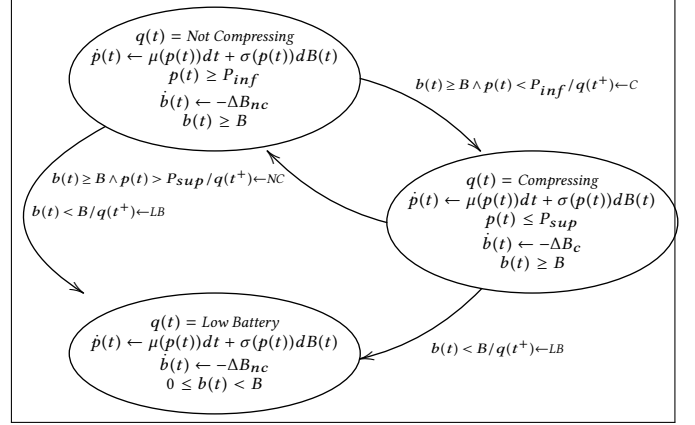 q(t) = Not Compressing
ṗ(t) ← μ(p(t))dt + σ(p(t))dB(t)
p(t) ≥ P_inf
ḃ(t) ← −ΔB_nc
b(t) ≥ B
b(t) ≥ B ∧ p(t) < P_inf / q(t⁺)←C
b(t) ≥ B ∧ p(t) > P_sup / q(t⁺)←NC
b(t) < B / q(t⁺)←LB
q(t) = Compressing
ṗ(t) ← μ(p(t))dt + σ(p(t))dB(t)
p(t) ≤ P_sup
ḃ(t) ← −ΔB_c
b(t) ≥ B
q(t) = Low Battery
ṗ(t) ← μ(p(t))dt + σ(p(t))dB(t)
ḃ(t) ← −ΔB_nc
0 ≤ b(t) < B
b(t) < B / q(t⁺)←LB